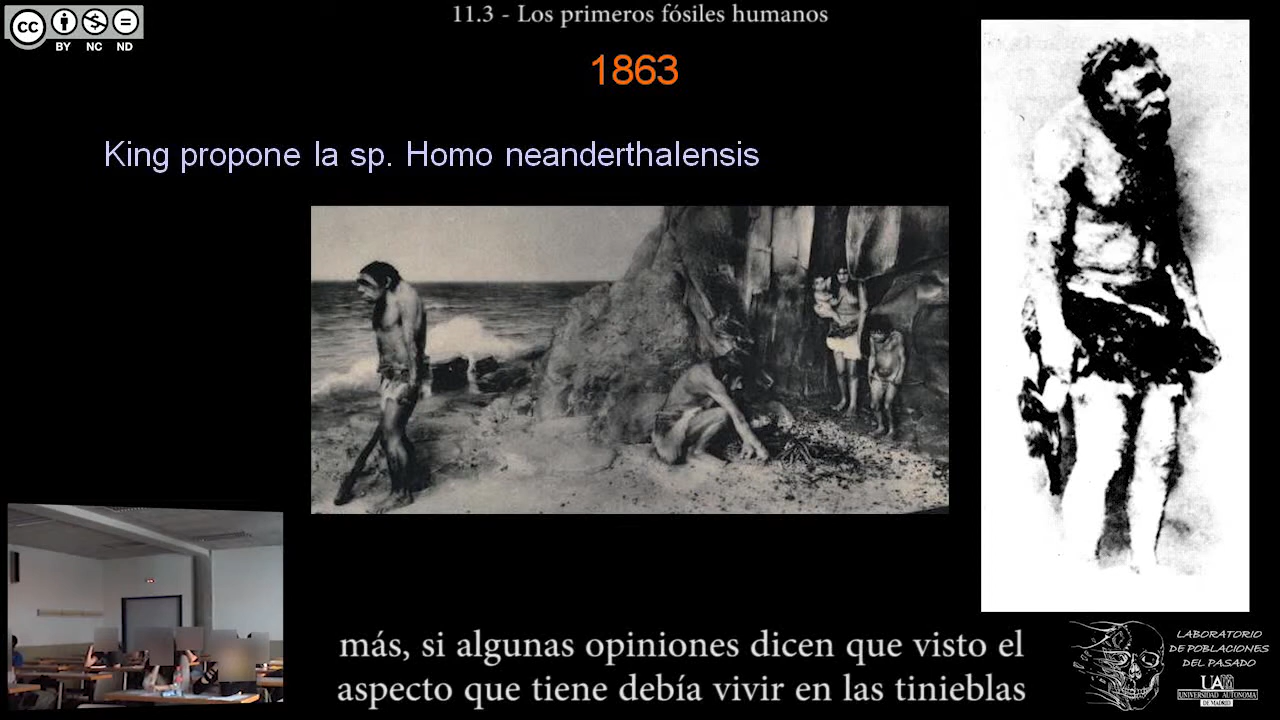 cc
BY NC ND
11.3 - Los primeros fósiles humanos
1863
King propone la sp. Homo neanderthalensis
más, si algunas opiniones dicen que visto el
aspecto que tiene debía vivir en las tinieblas
LABORATORIO
DE POBLACIONES
DEL PASADO
UAM
UNIVERSIDAD AUTONOMA
DE MADRID